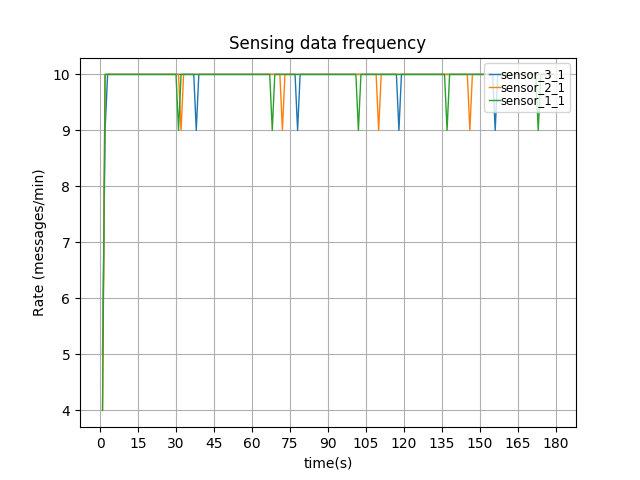 Sensing data frequency
10
9
8
7
6
5
4
Rate (messages/min)
sensor_3_1
sensor_2_1
sensor_1_1
0 15 30 45 60 75 90 105 120 135 150 165 180
time(s)